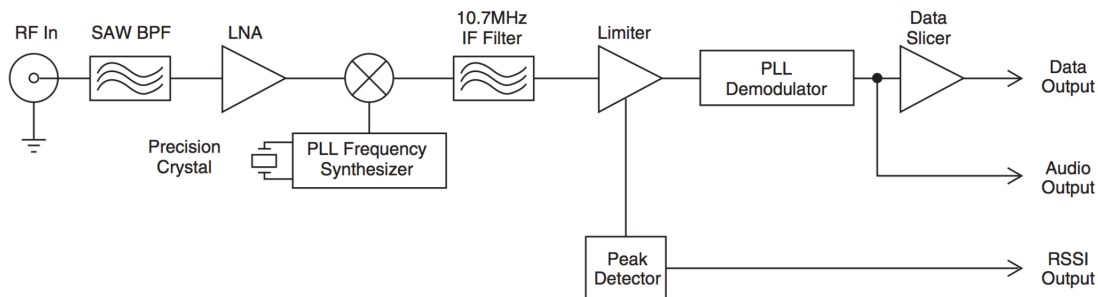 RF In
SAW BPF
LNA
10.7MHz
IF Filter
Limiter
Data
Slicer
PLL
Demodulator
Data
Output
Precision
Crystal
PLL Frequency
Synthesizer
Audio
Output
Peak
Detector
RSSI
Output